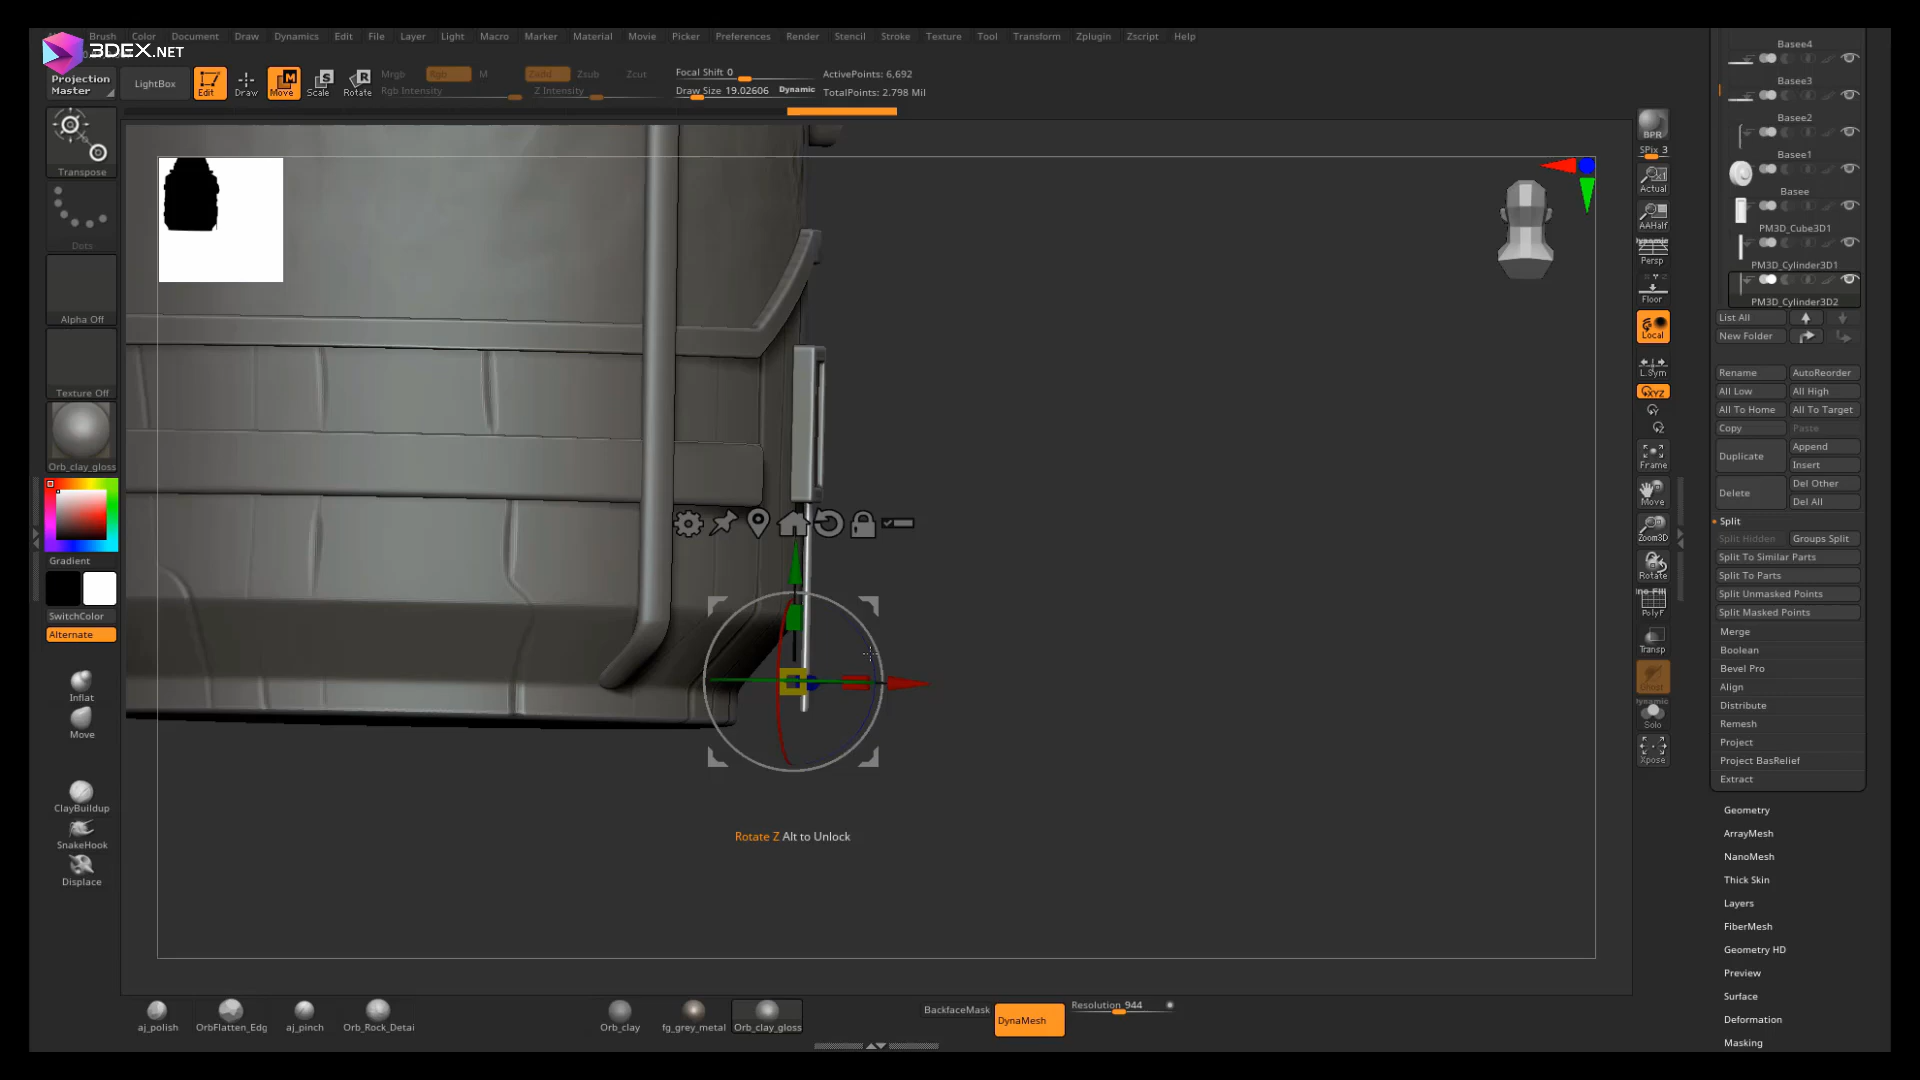 3DEX.NET
Brush Color Document Draw Dynamics Edit File Layer Light Macro Marker Material Movie Picker Preferences Render Stencil Stroke Texture Tool Transform Zplugin Zscript Help
Projection
Master
LightBox
Edit
Draw
Move
Scale
Rotate
Mrgb Rgb M
Rgb Intensity
Zadd Zsub Zcut
Z Intensity
Focal Shift 0
Draw Size 19.02606 Dynamic
ActivePoints: 6,692
TotalPoints: 2.798 Mil
Transpose
Dots
Alpha Off
Texture Off
Orb_clay_gloss
Gradient
SwitchColor
Alternate
Inflat
Move
ClayBuildup
SnakeHook
Displace
Rotate Z Alt to Unlock
BPR
SPix 3
Actual
AAHalf
Dynamic
Persp
Floor
Local
L.Sym
XYZ
Frame
Move
Zoom3D
Rotate
Line Fill
PolyF
Transp
Ghost
Dynamic
Solo
Xpose
Basee4
Basee3
Basee2
Basee1
Basee
PM3D_Cube3D1
PM3D_Cylinder3D1
PM3D_Cylinder3D2
List All
New Folder
Rename AutoReorder
All Low All High
All To Home All To Target
Copy Paste
Duplicate Append
Insert
Delete Del Other
Del All
Split
Split Hidden Groups Split
Split To Similar Parts
Split To Parts
Split Unmasked Points
Split Masked Points
Merge
Boolean
Bevel Pro
Align
Distribute
Remesh
Project
Project BasRelief
Extract
Geometry
ArrayMesh
NanoMesh
Thick Skin
Layers
FiberMesh
Geometry HD
Preview
Surface
Deformation
Masking
aj_polish
OrbFlatten_Edg
aj_pinch
Orb_Rock_Detai
Orb_clay
fg_grey_metal
Orb_clay_gloss
BackfaceMask
DynaMesh
Resolution 944